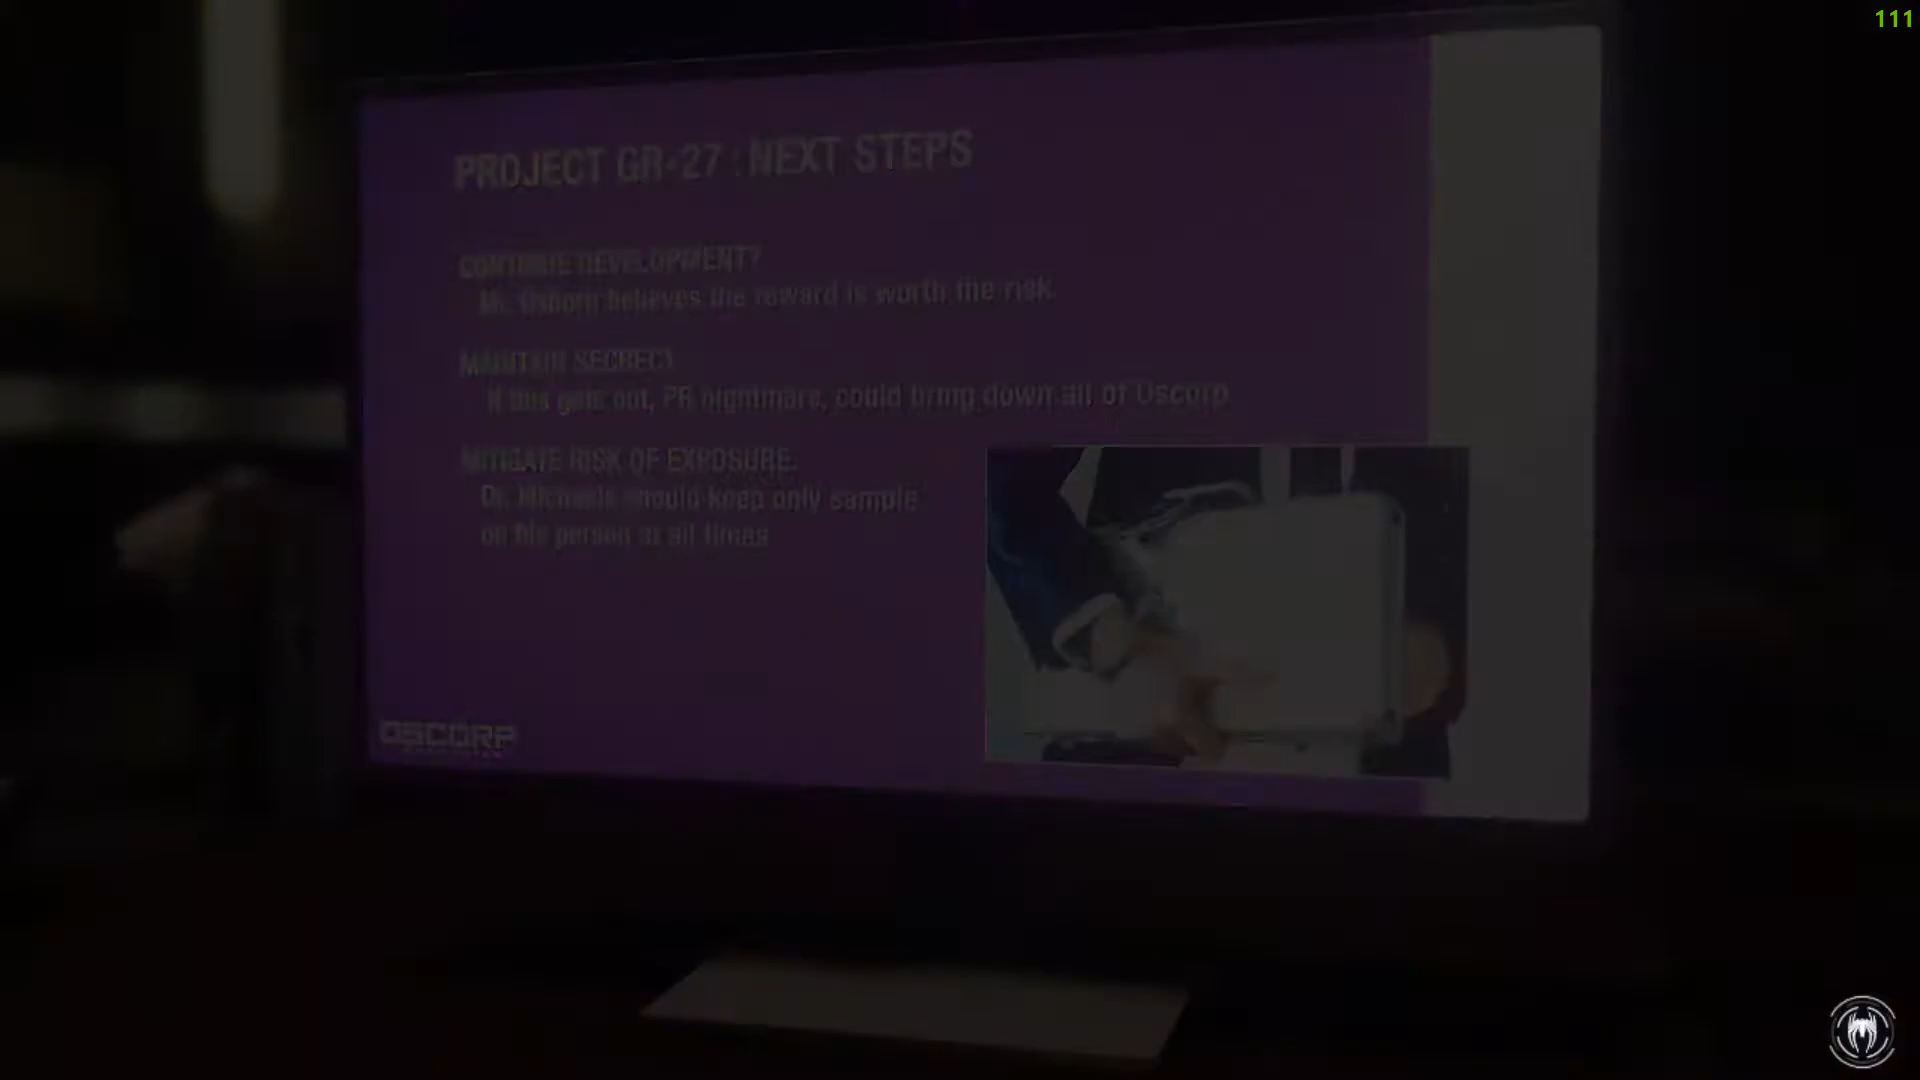 111
PROJECT GR-27 : NEXT STEPS
CONTINUE DEVELOPMENT?
Mr. Osborn believes the reward is worth the risk.
MAINTAIN SECRECY
If this gets out, PR nightmare, could bring down all of Oscorp
MITIGATE RISK OF EXPOSURE.
Dr. Michaels should keep only sample
on his person at all times
OSCORP